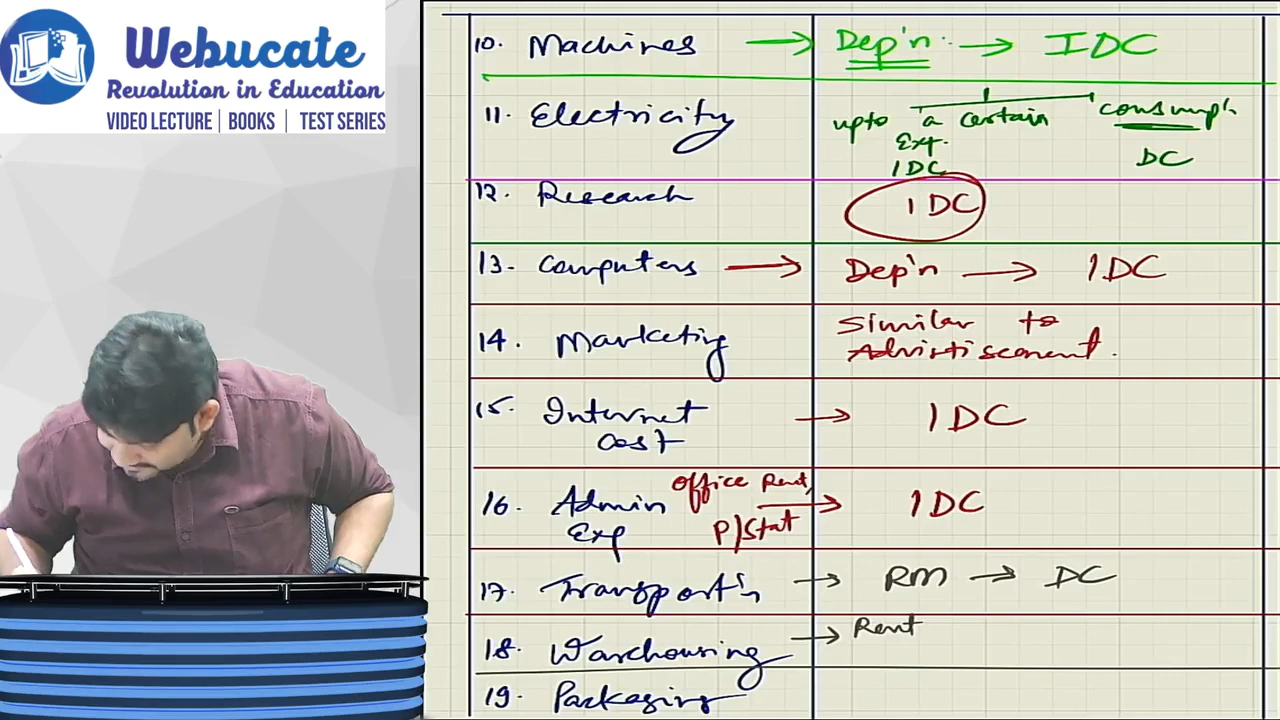 Webucate
Revolution in Education
VIDEO LECTURE | BOOKS | TEST SERIES
10. Machines → Dep'n → IDC
11. Electricity upto a certain consump'n
Exp. IDC DC
12. Research IDC
13. Computers → Dep'n → IDC
14. Marketing Similar to
Advirtisement.
15. Internet Cost → IDC
16. Admin Exp office Rent, P/Stat → IDC
17. Transport'n → RM → DC
18. Warehousing → Rent
19. Packaging